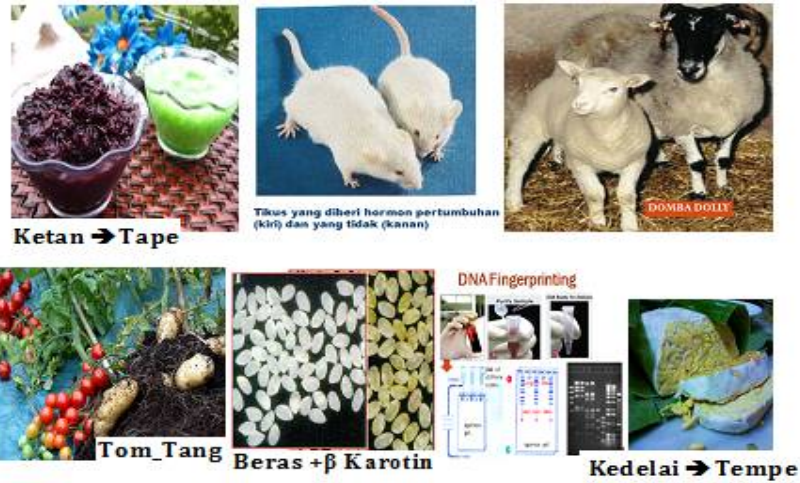 Ketan ➔ Tape
Tikus yang diberi hormon pertumbuhan
(kiri) dan yang tidak (kanan)
DOMBA DOLLY
Tom_Tang
Beras +β Karotin
DNA Fingerprinting
Kedelai ➔ Tempe